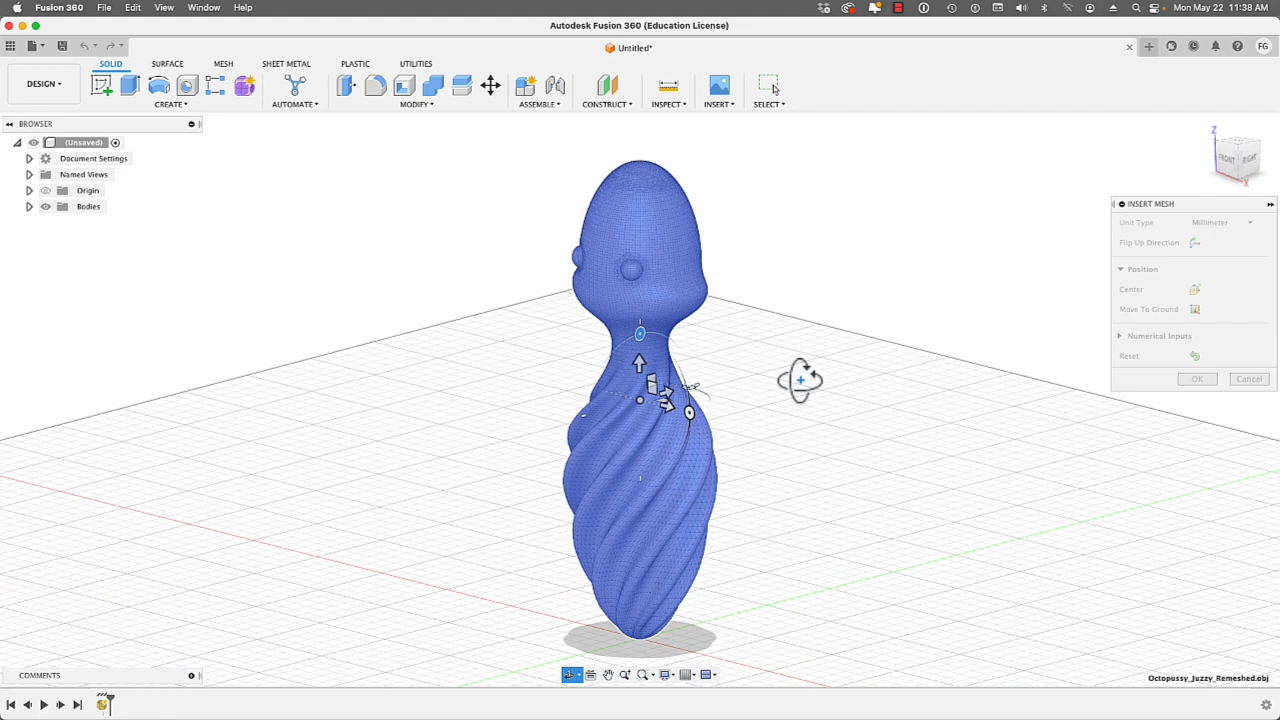 Fusion 360 File Edit View Window Help Mon May 22 11:38 AM
Autodesk Fusion 360 (Education License)
Untitled*
FG
SOLID SURFACE MESH SHEET METAL PLASTIC UTILITIES
DESIGN
CREATE AUTOMATE MODIFY ASSEMBLE CONSTRUCT INSPECT INSERT SELECT
BROWSER
(Unsaved)
Document Settings
Named Views
Origin
Bodies
Z
FRONT RIGHT
X
INSERT MESH
Unit Type Millimeter
Flip Up Direction
Position
Center
Move To Ground
Numerical Inputs
Reset
OK Cancel
COMMENTS
Octopussy_Juzzy_Remeshed.obj